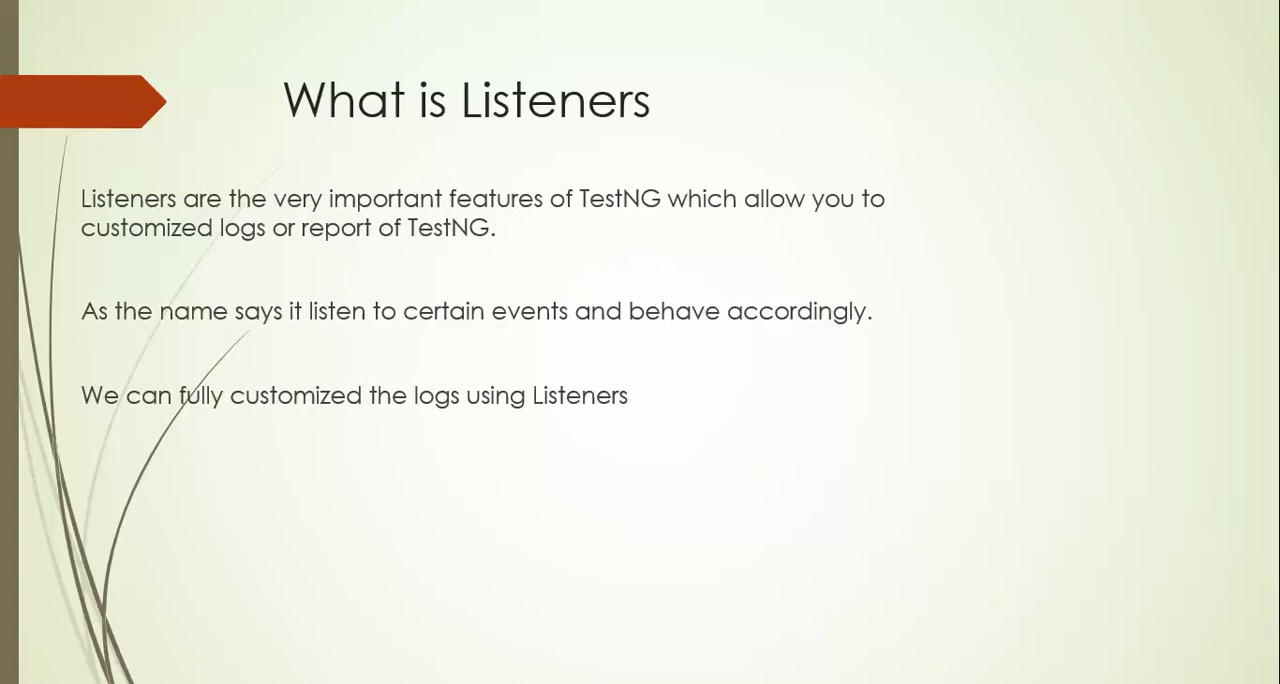 What is Listeners
Listeners are the very important features of TestNG which allow you to
customized logs or report of TestNG.
As the name says it listen to certain events and behave accordingly.
We can fully customized the logs using Listeners